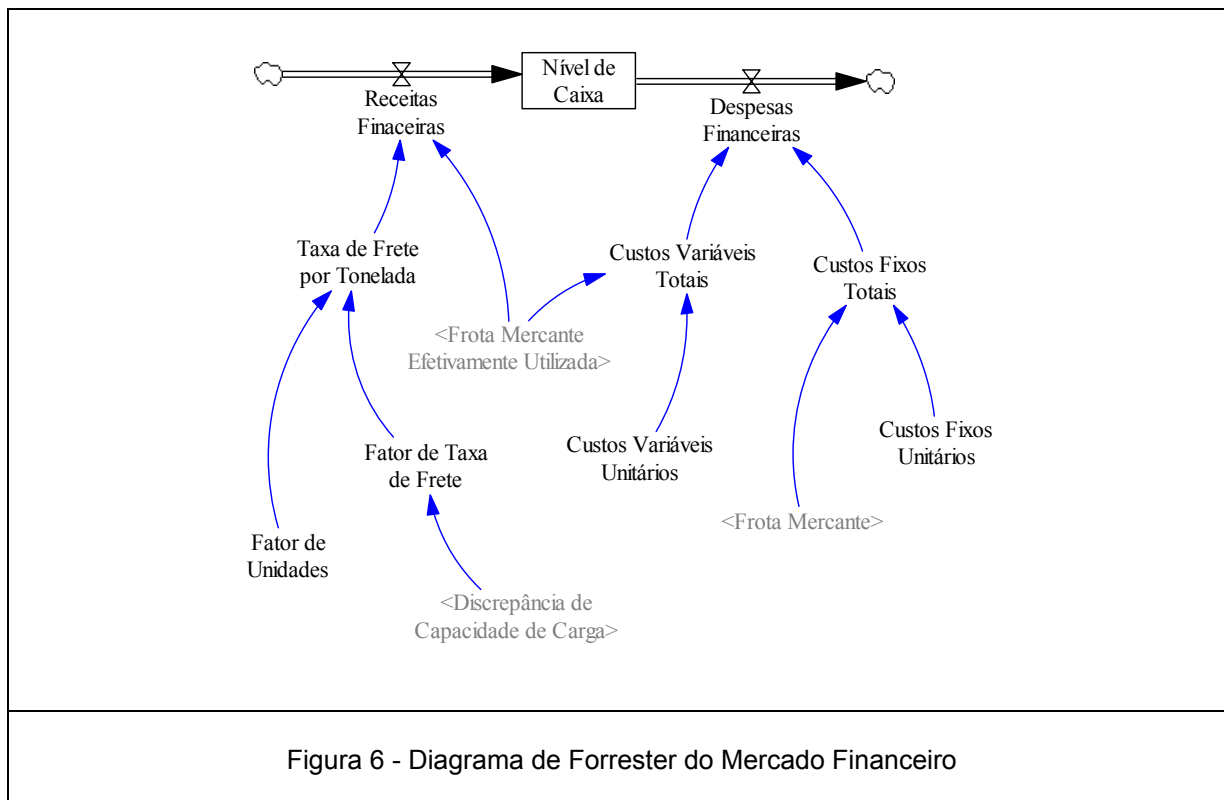 Nível de
Caixa
Receitas
Finaceiras
Despesas
Financeiras
Taxa de Frete
por Tonelada
Custos Variáveis
Totais
Custos Fixos
Totais
<Frota Mercante
Efetivamente Utilizada>
Fator de Taxa
de Frete
Custos Variáveis
Unitários
Custos Fixos
Unitários
<Frota Mercante>
Fator de
Unidades
<Discrepância de
Capacidade de Carga>
Figura 6 - Diagrama de Forrester do Mercado Financeiro